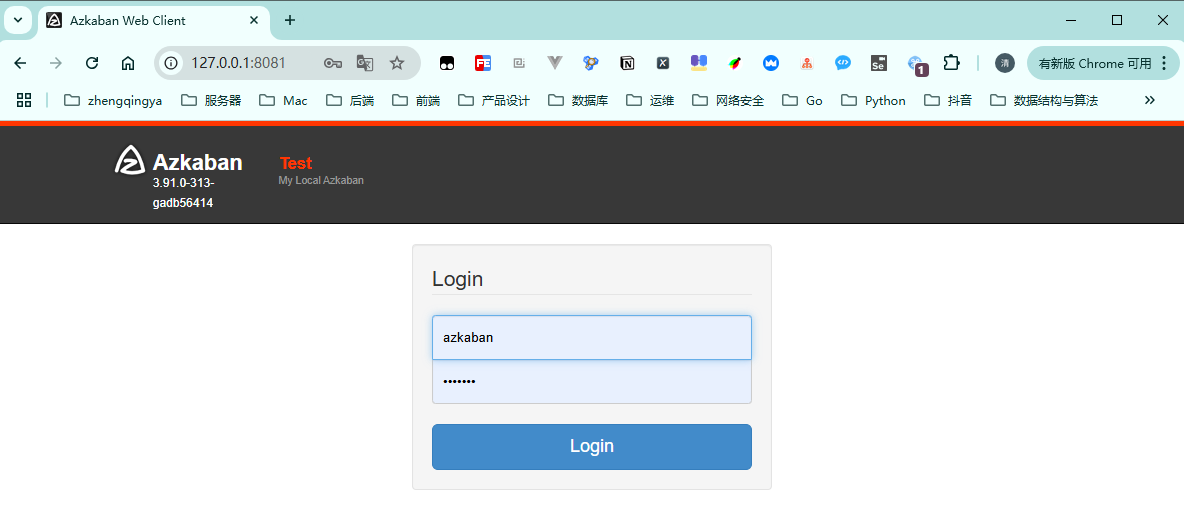 Azkaban Web Client
127.0.0.1:8081
清
有新版 Chrome 可用
zhengqingya 服务器 Mac 后端 前端 产品设计 数据库 运维 网络安全 Go Python 抖音 数据结构与算法
Azkaban
3.91.0-313-
gadb56414
Test
My Local Azkaban
Login
azkaban
•••••••
Login